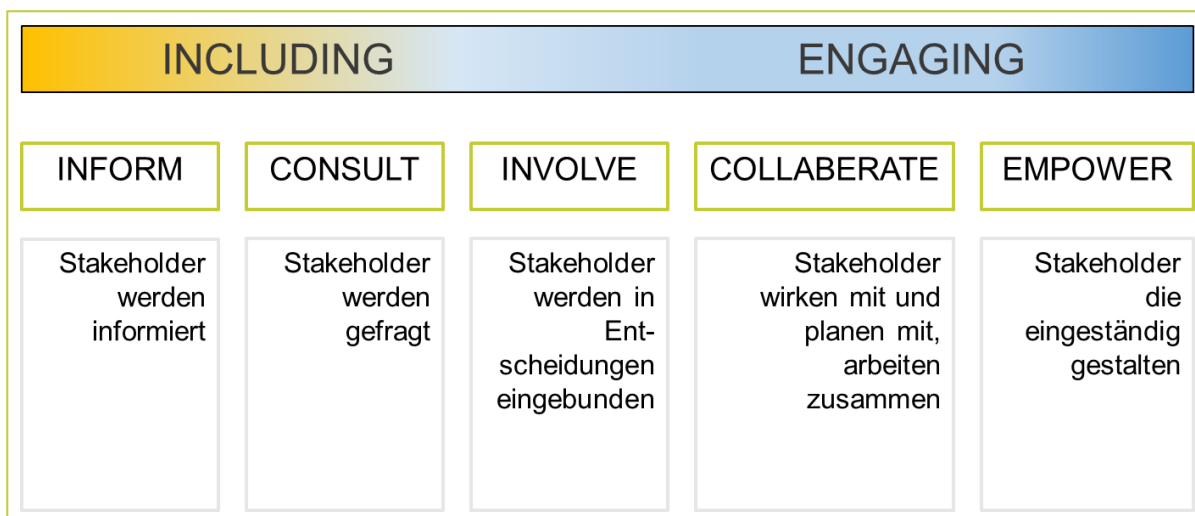 INCLUDING ENGAGING
INFORM
CONSULT
INVOLVE
COLLABERATE
EMPOWER
Stakeholder
werden
informiert
Stakeholder
werden
gefragt
Stakeholder
werden in
Ent-
scheidungen
eingebunden
Stakeholder
wirken mit und
planen mit,
arbeiten
zusammen
Stakeholder
die
eingeständig
gestalten